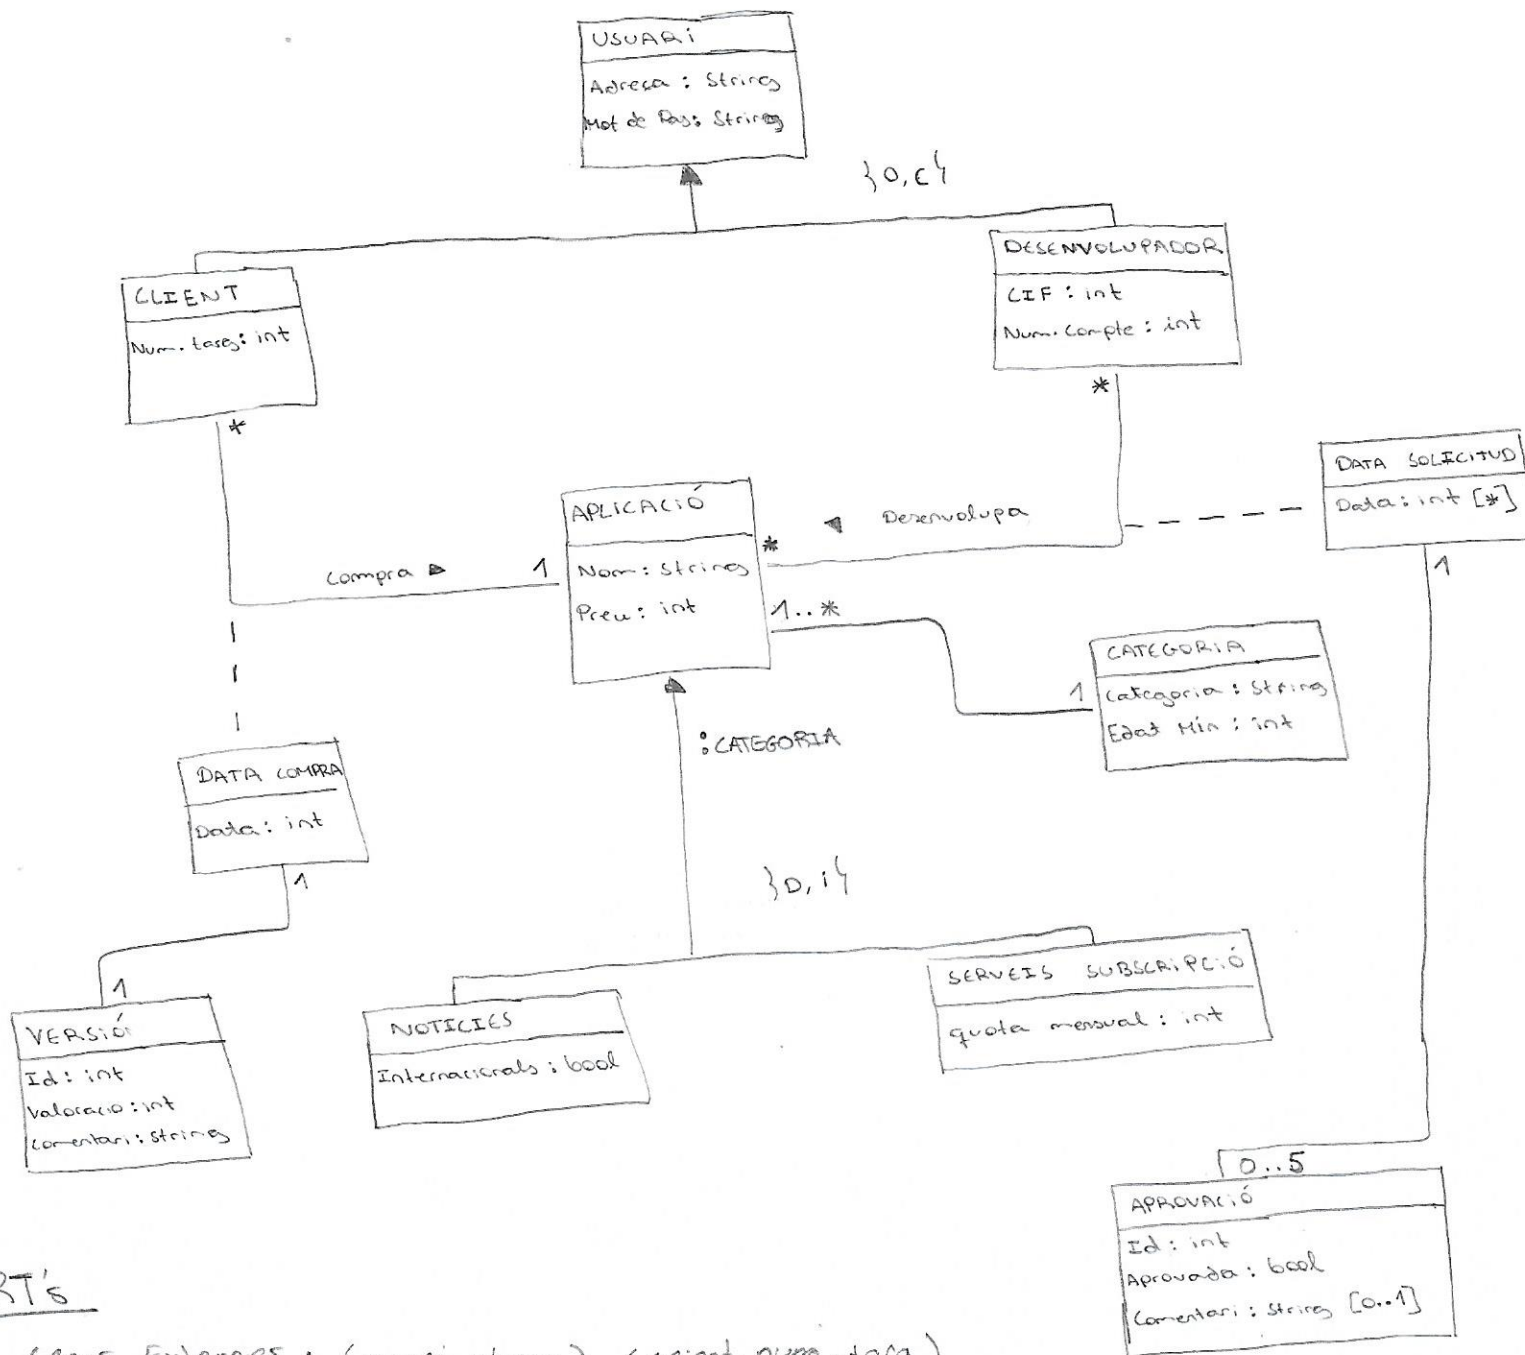 USUARI
Adreça : String
Mot de Pas: String
{O,C}
CLIENT
Num. targ: int
DESENVOLUPADOR
CIF : int
Num. Compte : int
*
*
DATA SOLICITUD
Data: int [*]
1
APLICACIÓ
Nom: String
Preu: int
Compra ▶
1
*
◀ Desenvolupa
1..*
1
CATEGORIA
Categoria : String
Edat Mín : int
: CATEGORIA
DATA COMPRA
Data: int
1
{D,i}
1
VERSIÓ
Id: int
Valoracio: int
Comentari: String
NOTICIES
Internacionals : bool
SERVEIS SUBSCRIPCIÓ
quota mensual : int
0..5
APROVACIÓ
Id: int
Aprovada : bool
Comentari : String [0..1]
RT's